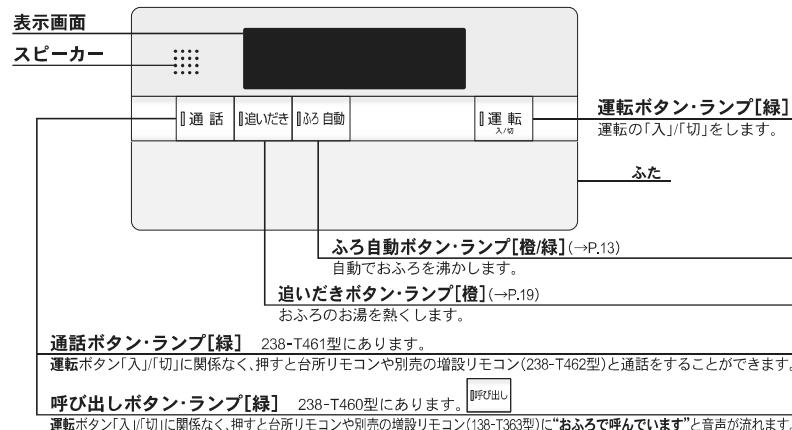 表示画面
スピーカー
通 話
追いだき
ふろ 自動
運 転
入/切
運転ボタン・ランプ[緑]
運転の「入」/「切」をします。
ふた
ふろ自動ボタン・ランプ[橙/緑](→P.13)
自動でおふろを沸かします。
追いだきボタン・ランプ[橙](→P.19)
おふろのお湯を熱くします。
通話ボタン・ランプ[緑] 238-T461型にあります。
運転ボタン「入」/「切」に関係なく、押すと台所リモコンや別売の増設リモコン(238-T462型)と通話をすることができます。
呼び出しボタン・ランプ[緑] 238-T460型にあります。 呼び出し
運転ボタン「入」/「切」に関係なく、押すと台所リモコンや別売の増設リモコン(138-T363型)に“おふろで呼んでいます”と音声が流れます。